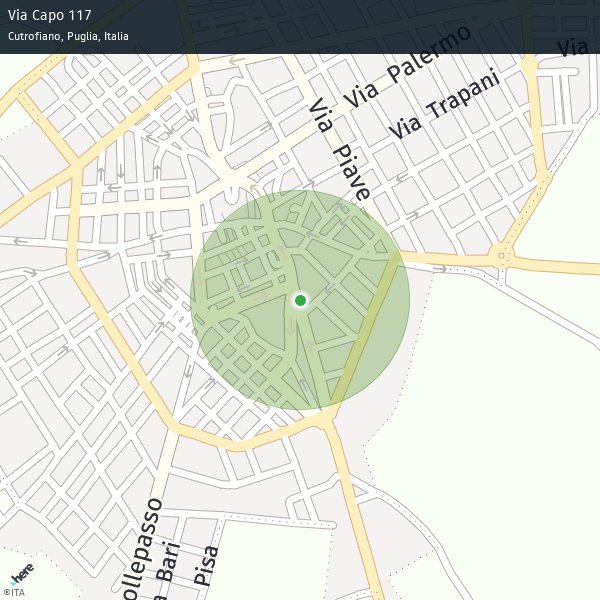 Via Capo 117
Cutrofiano, Puglia, Italia
Via Palermo
Via
Via Trapani
Via Piave
ollepasso
a Bari
Pisa
here
©ITA